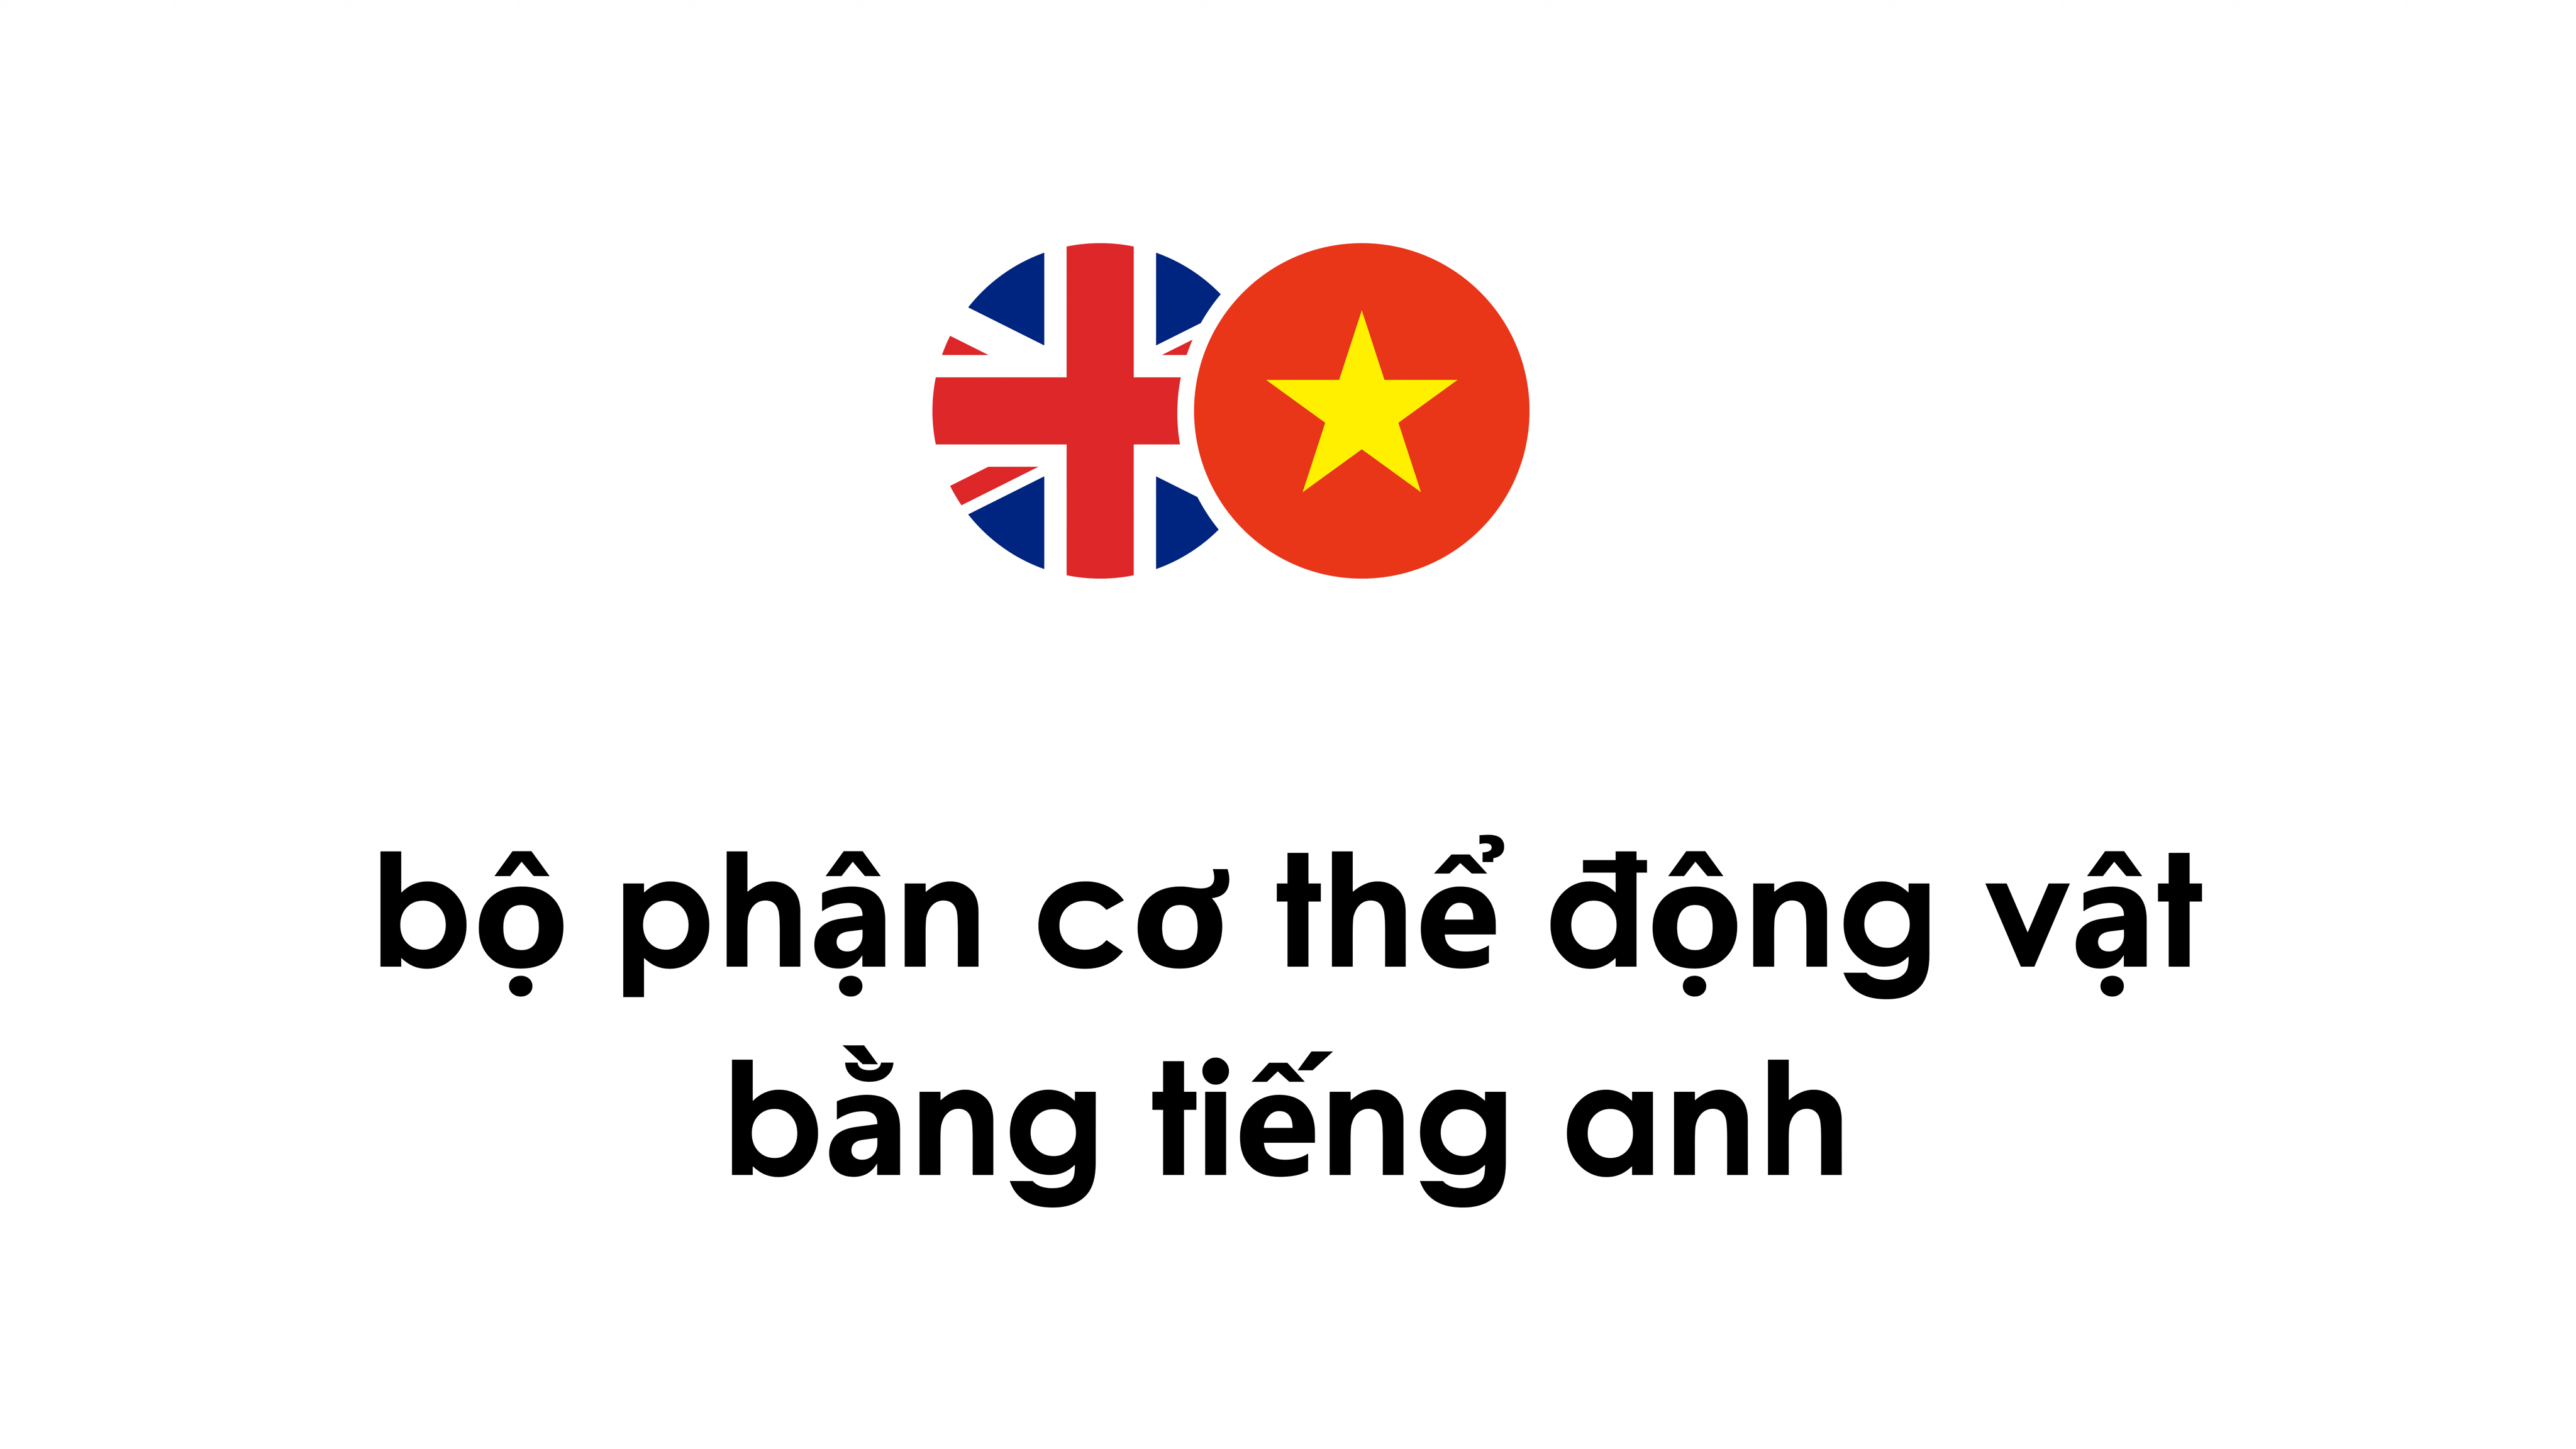 bộ phận cơ thể động vật
bằng tiếng anh